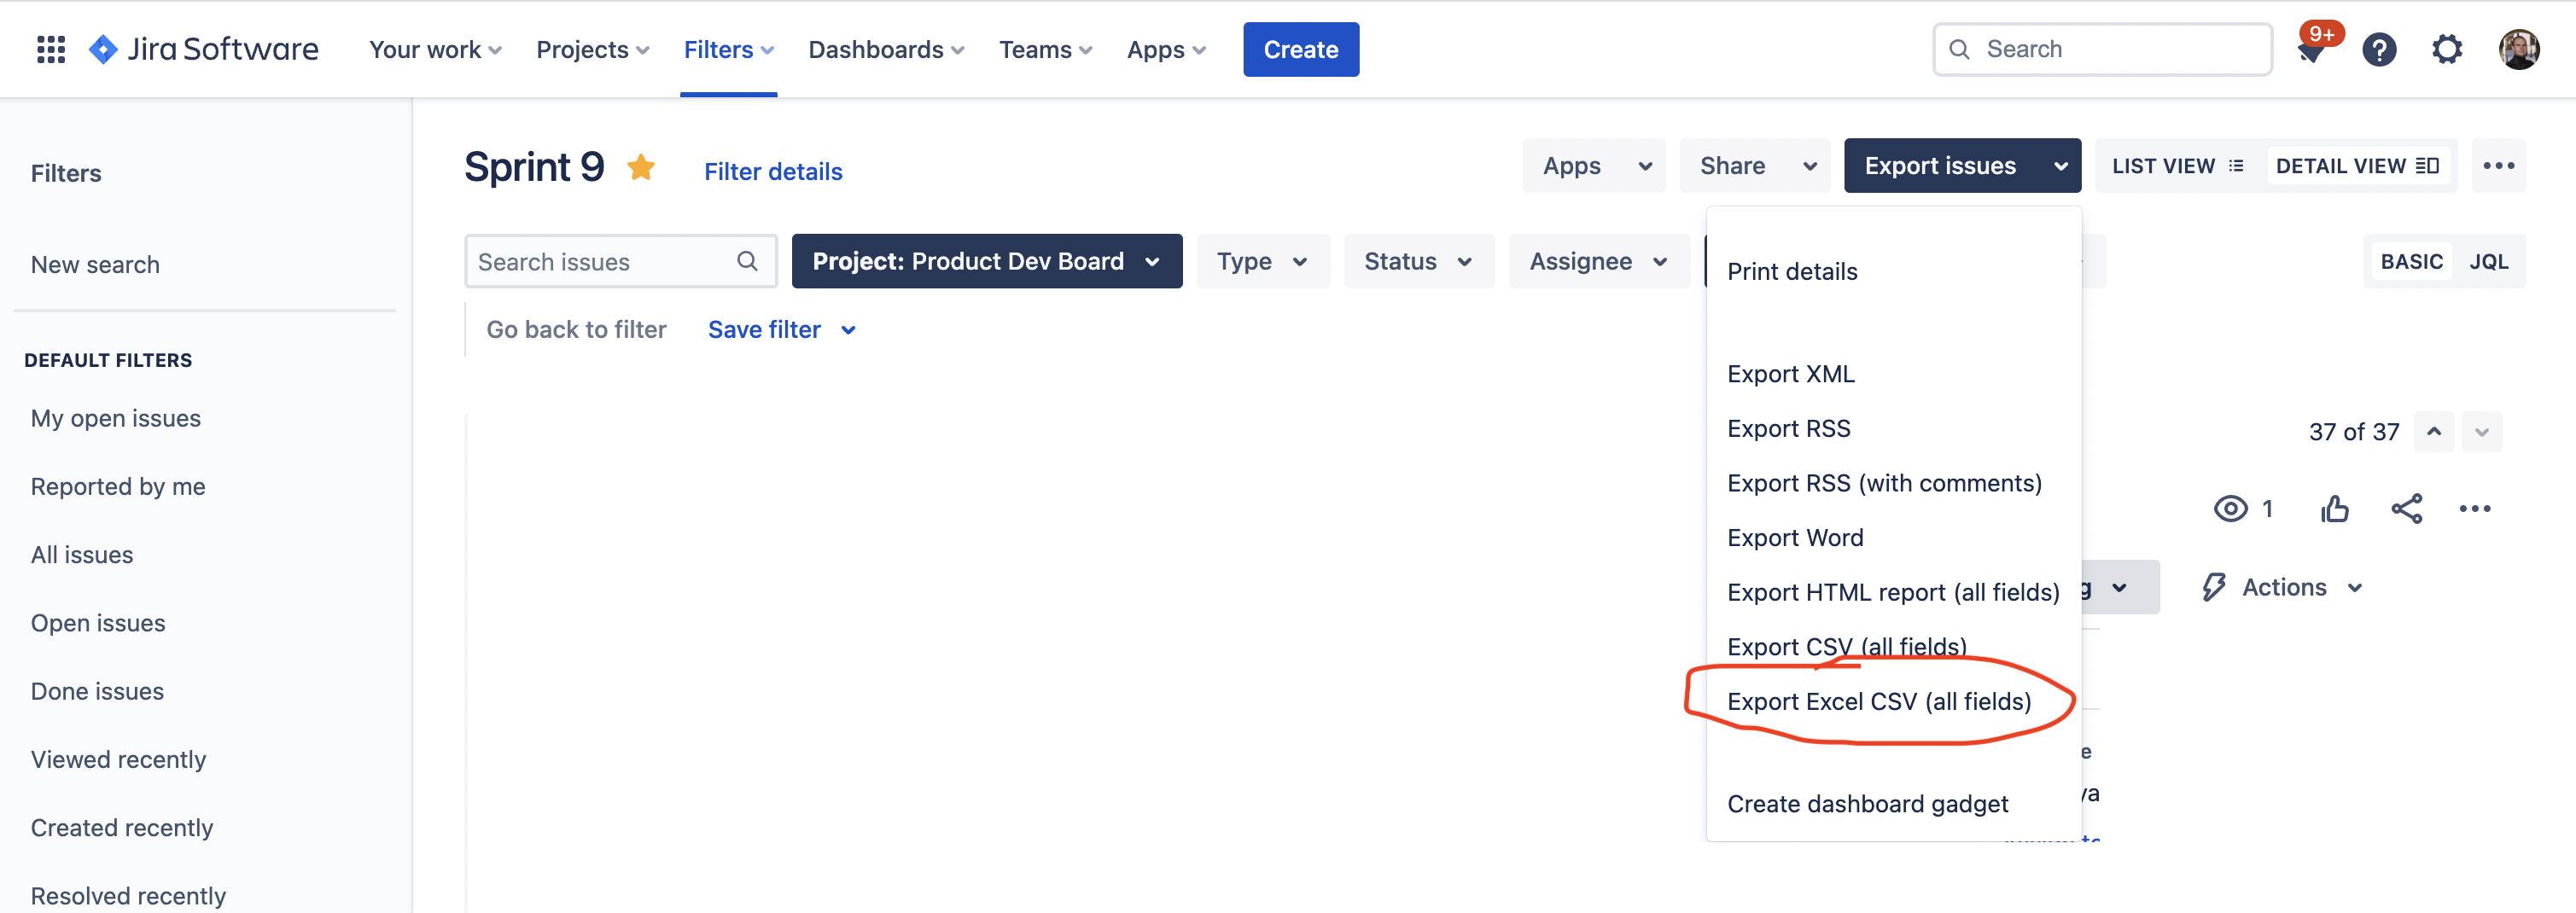 Jira Software
Your work
Projects
Filters
Dashboards
Teams
Apps
Create
Search
9+
Filters
New search
DEFAULT FILTERS
My open issues
Reported by me
All issues
Open issues
Done issues
Viewed recently
Created recently
Resolved recently
Sprint 9
Filter details
Apps
Share
Export issues
LIST VIEW
DETAIL VIEW
Search issues
Project: Product Dev Board
Type
Status
Assignee
BASIC
JQL
Go back to filter
Save filter
Print details
Export XML
Export RSS
Export RSS (with comments)
Export Word
Export HTML report (all fields)
Export CSV (all fields)
Export Excel CSV (all fields)
Create dashboard gadget
37 of 37
1
g
Actions
e
ya